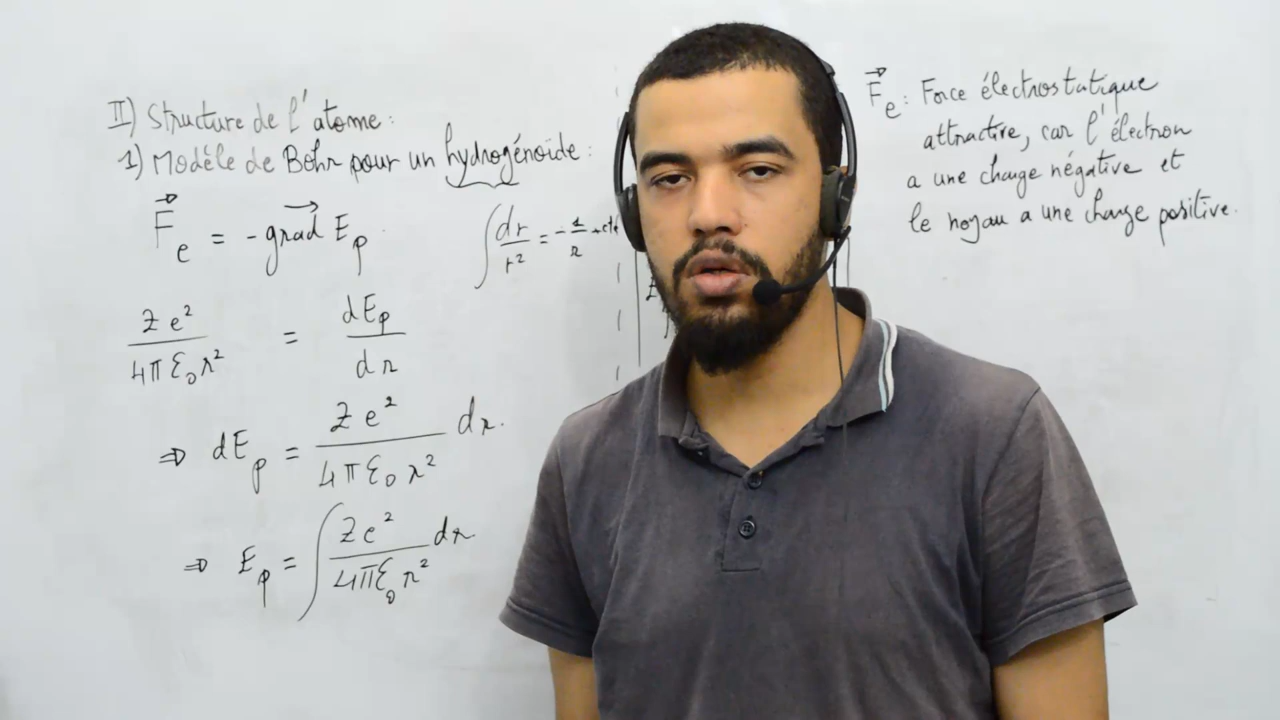 II) Structure de l'atome:
1) Modèle de Bohr pour un hydrogénoïde:
F⃗e = -grad⃗ Ep.
∫ dr/r² = -1/r + cte
Ze²/4πε₀r² = dEp/dr
⇒ dEp = Ze²/4πε₀r² dr.
⇒ Ep = ∫ Ze²/4πε₀r² dr
F⃗e: Force électrostatique
attractive, car l'électron
a une charge négative et
le noyau a une charge positive.